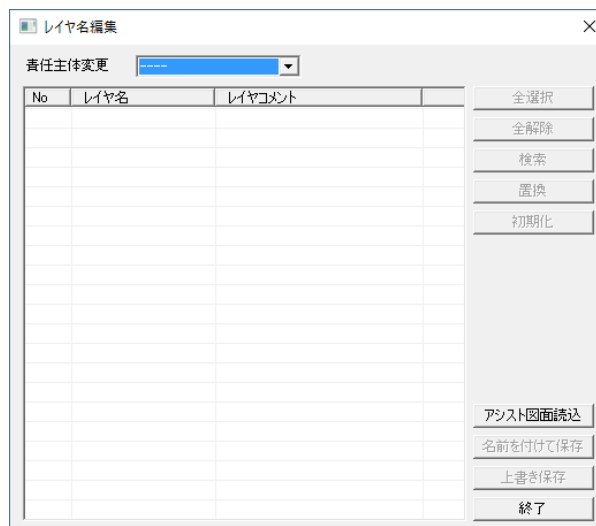 レイヤ名編集
責任主体変更 ----
No レイヤ名 レイヤコメント
全選択
全解除
検索
置換
初期化
アシスト図面読込
名前を付けて保存
上書き保存
終了